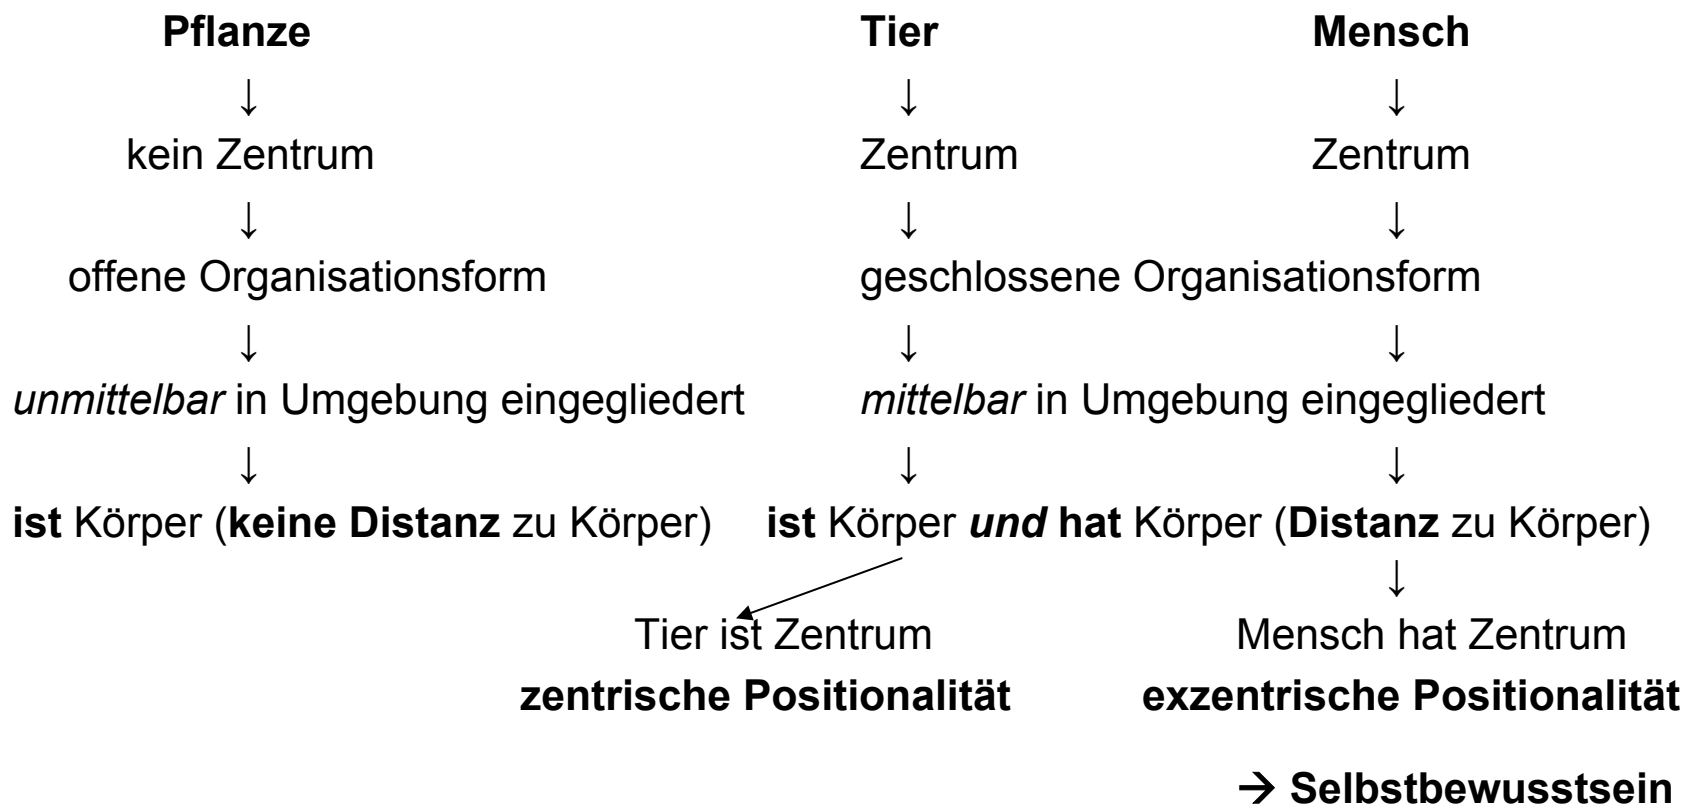 Pflanze Tier Mensch
↓ ↓ ↓
kein Zentrum Zentrum Zentrum
↓ ↓ ↓
offene Organisationsform geschlossene Organisationsform
↓ ↓ ↓
unmittelbar in Umgebung eingegliedert mittelbar in Umgebung eingegliedert
↓ ↓ ↓
ist Körper (keine Distanz zu Körper) ist Körper und hat Körper (Distanz zu Körper)
↓
Tier ist Zentrum Mensch hat Zentrum
zentrische Positionalität exzentrische Positionalität
→ Selbstbewusstsein